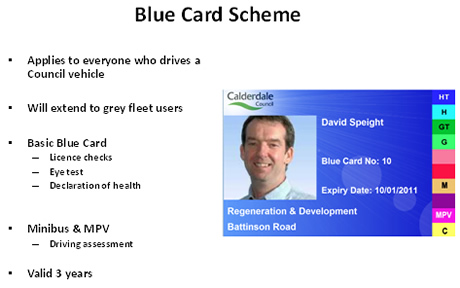 Blue Card Scheme
• Applies to everyone who drives a
Council vehicle
• Will extend to grey fleet users
• Basic Blue Card
– Licence checks
– Eye test
– Declaration of health
• Minibus & MPV
– Driving assessment
• Valid 3 years
Calderdale
Council
David Speight
Blue Card No: 10
Expiry Date: 10/01/2011
Regeneration & Development
Battinson Road
HT
H
GT
G
M
MPV
C